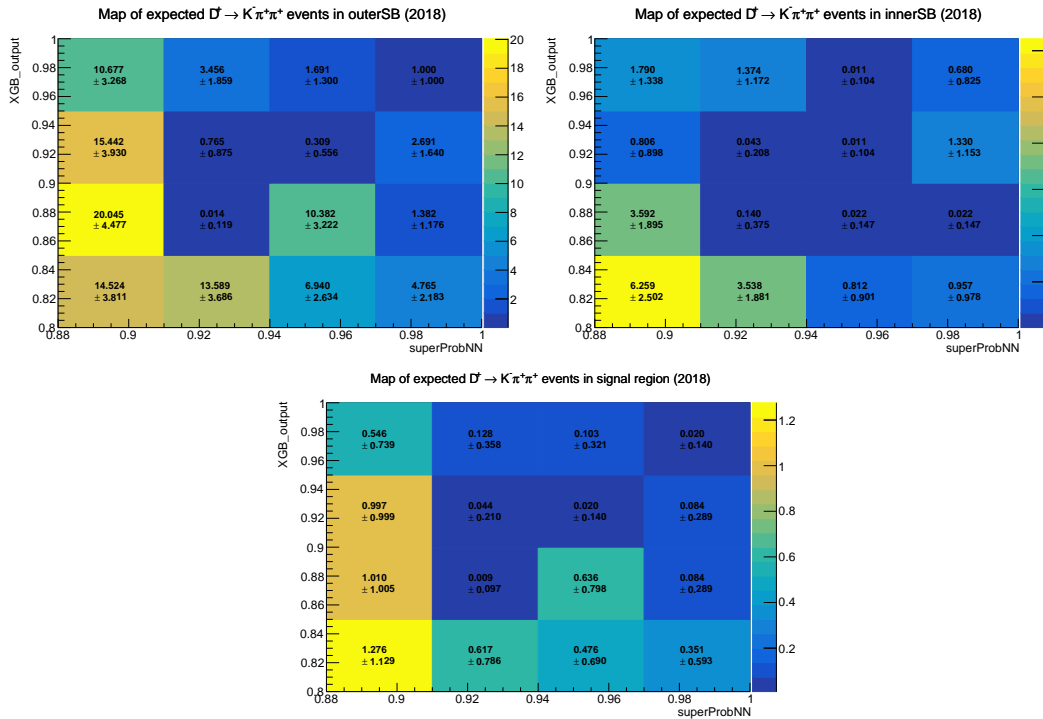 Map of expected D⁺ → K⁻π⁺π⁺ events in outerSB (2018)
XGB_output
1
0.98
0.96
0.94
0.92
0.9
0.88
0.86
0.84
0.82
0.8
10.677 3.456 1.691 1.000
± 3.268 ± 1.859 ± 1.300 ± 1.000
15.442 0.765 0.309 2.691
± 3.930 ± 0.875 ± 0.556 ± 1.640
20.045 0.014 10.382 1.382
± 4.477 ± 0.119 ± 3.222 ± 1.176
14.524 13.589 6.940 4.765
± 3.811 ± 3.686 ± 2.634 ± 2.183
0.88 0.9 0.92 0.94 0.96 0.98 1
superProbNN
20
18
16
14
12
10
8
6
4
2
Map of expected D⁺ → K⁻π⁺π⁺ events in innerSB (2018)
XGB_output
1
0.98
0.96
0.94
0.92
0.9
0.88
0.86
0.84
0.82
0.8
1.790 1.374 0.011 0.680
± 1.338 ± 1.172 ± 0.104 ± 0.825
0.806 0.043 0.011 1.330
± 0.898 ± 0.208 ± 0.104 ± 1.153
3.592 0.140 0.022 0.022
± 1.895 ± 0.375 ± 0.147 ± 0.147
6.259 3.538 0.812 0.957
± 2.502 ± 1.881 ± 0.901 ± 0.978
0.88 0.9 0.92 0.94 0.96 0.98 1
superProbNN
Map of expected D⁺ → K⁻π⁺π⁺ events in signal region (2018)
XGB_output
1
0.98
0.96
0.94
0.92
0.9
0.88
0.86
0.84
0.82
0.8
0.546 0.128 0.103 0.020
± 0.739 ± 0.358 ± 0.321 ± 0.140
0.997 0.044 0.020 0.084
± 0.999 ± 0.210 ± 0.140 ± 0.289
1.010 0.009 0.636 0.084
± 1.005 ± 0.097 ± 0.798 ± 0.289
1.276 0.617 0.476 0.351
± 1.129 ± 0.786 ± 0.690 ± 0.593
0.88 0.9 0.92 0.94 0.96 0.98 1
superProbNN
1.2
1
0.8
0.6
0.4
0.2